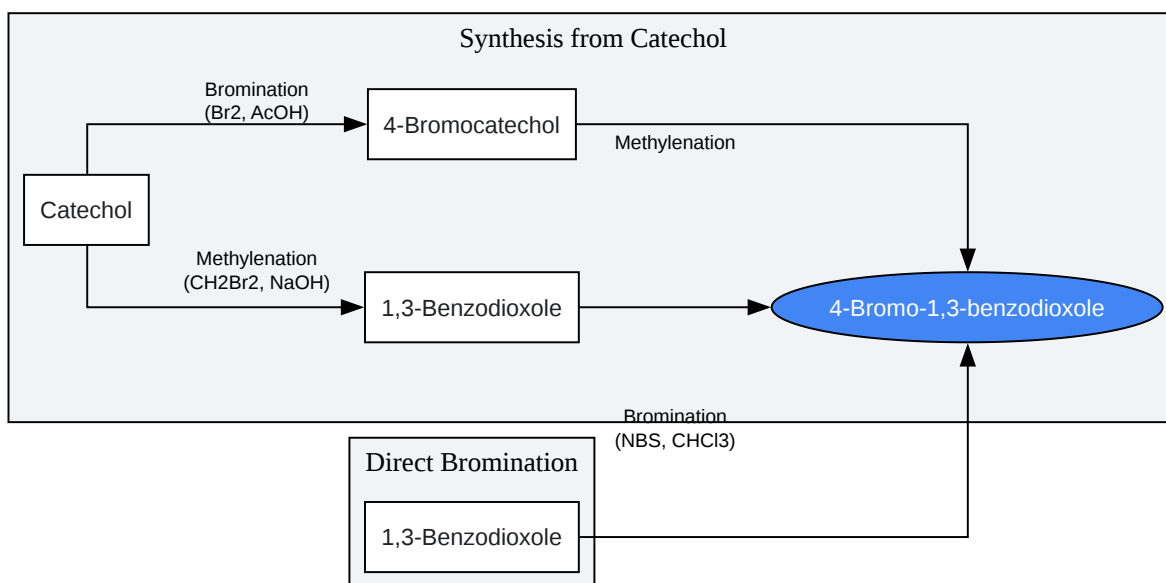 Synthesis from Catechol
Bromination
(Br2, AcOH)
4-Bromocatechol
Methylenation
Catechol
Methylenation
(CH2Br2, NaOH)
1,3-Benzodioxole
4-Bromo-1,3-benzodioxole
Bromination
(NBS, CHCl3)
Direct Bromination
1,3-Benzodioxole